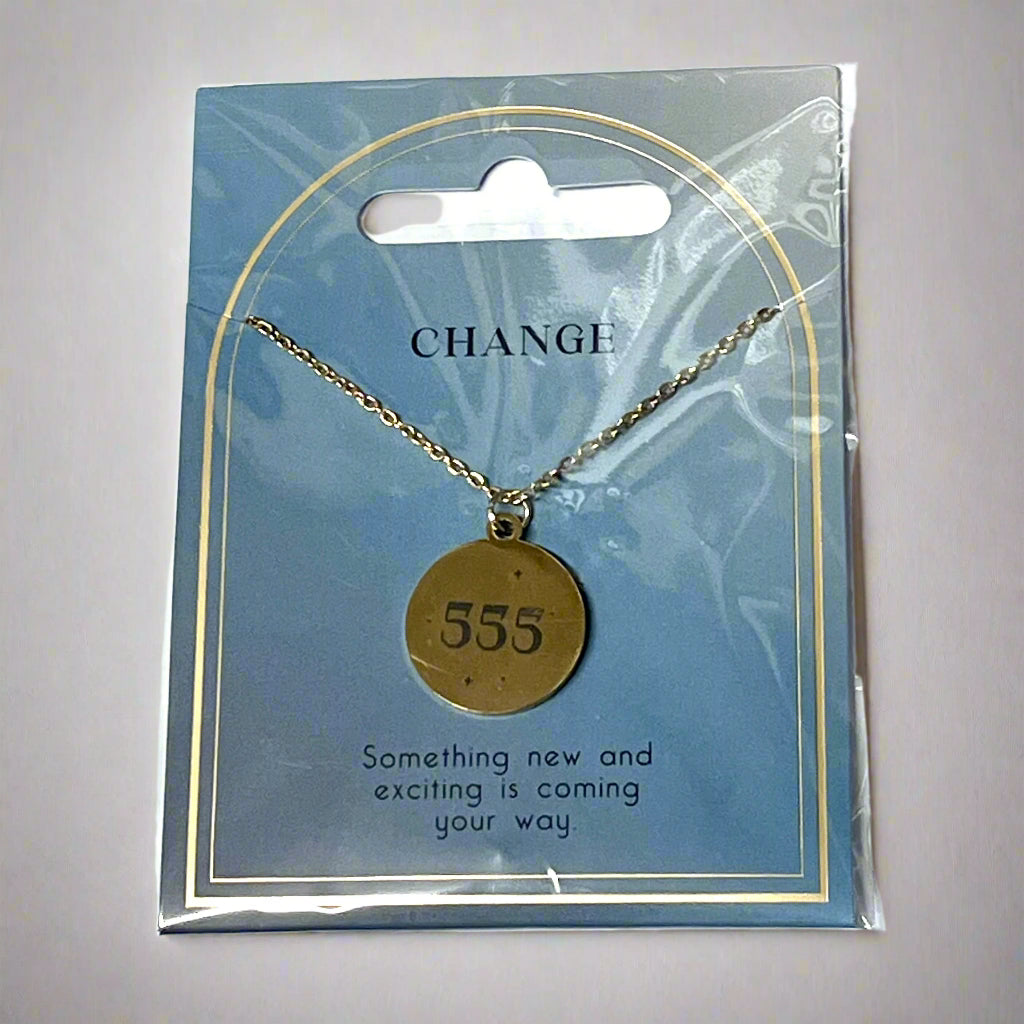 CHANGE
555
Something new and
exciting is coming
your way.